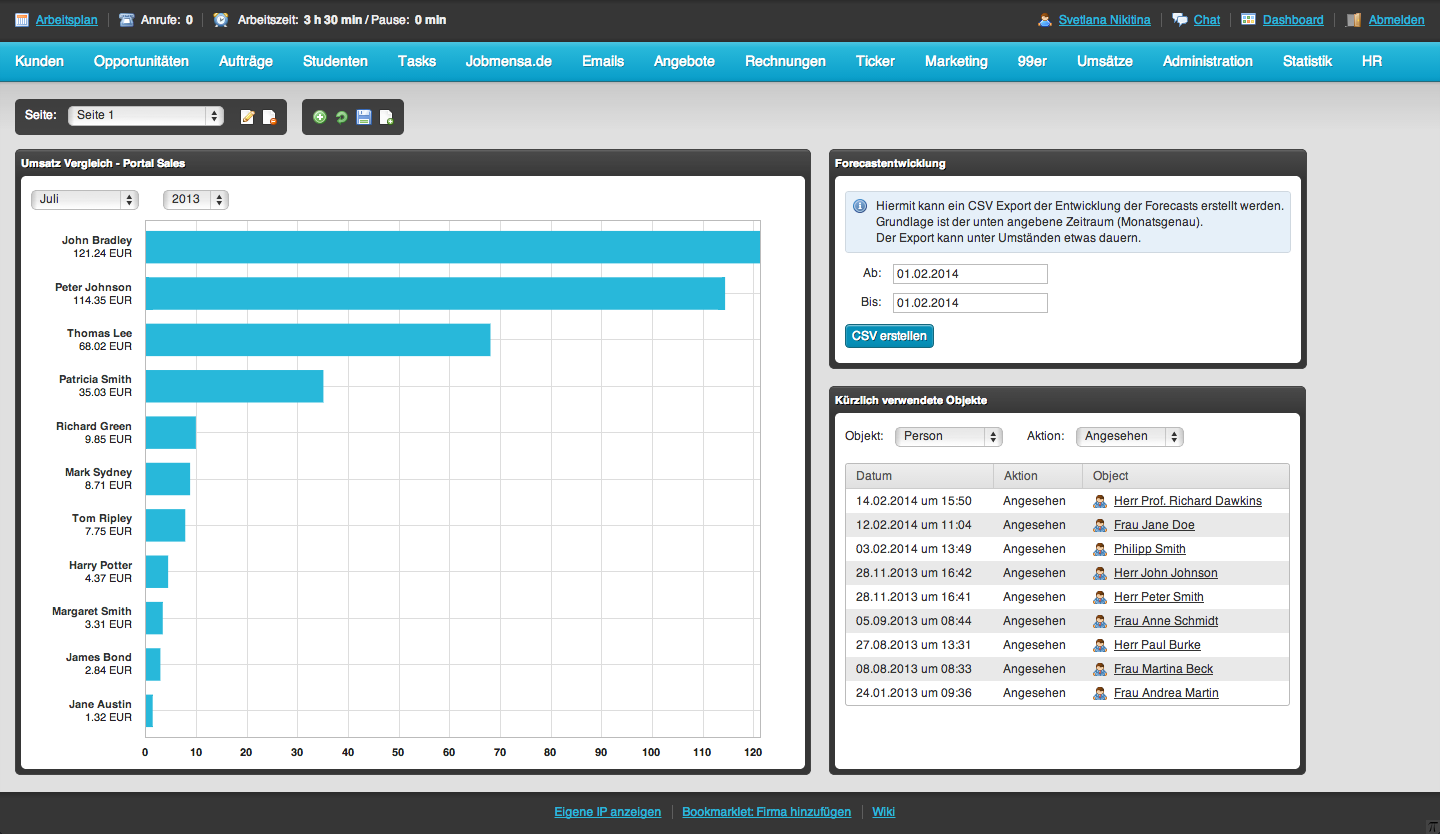 Arbeitsplan Anrufe: 0 Arbeitszeit: 3 h 30 min / Pause: 0 min Svetlana Nikitina Chat Dashboard Abmelden
Kunden Opportunitäten Aufträge Studenten Tasks Jobmensa.de Emails Angebote Rechnungen Ticker Marketing 99er Umsätze Administration Statistik HR
Seite: Seite 1
Umsatz Vergleich - Portal Sales
Juli 2013
John Bradley
121.24 EUR
Peter Johnson
114.35 EUR
Thomas Lee
68.02 EUR
Patricia Smith
35.03 EUR
Richard Green
9.85 EUR
Mark Sydney
8.71 EUR
Tom Ripley
7.75 EUR
Harry Potter
4.37 EUR
Margaret Smith
3.31 EUR
James Bond
2.84 EUR
Jane Austin
1.32 EUR
0 10 20 30 40 50 60 70 80 90 100 110 120
Forecastentwicklung
Hiermit kann ein CSV Export der Entwicklung der Forecasts erstellt werden.
Grundlage ist der unten angebene Zeitraum (Monatsgenau).
Der Export kann unter Umständen etwas dauern.
Ab: 01.02.2014
Bis: 01.02.2014
CSV erstellen
Kürzlich verwendete Objekte
Objekt: Person Aktion: Angesehen
Datum Aktion Object
14.02.2014 um 15:50 Angesehen Herr Prof. Richard Dawkins
12.02.2014 um 11:04 Angesehen Frau Jane Doe
03.02.2014 um 13:49 Angesehen Philipp Smith
28.11.2013 um 16:42 Angesehen Herr John Johnson
28.11.2013 um 16:41 Angesehen Herr Peter Smith
05.09.2013 um 08:44 Angesehen Frau Anne Schmidt
27.08.2013 um 13:31 Angesehen Herr Paul Burke
08.08.2013 um 08:33 Angesehen Frau Martina Beck
24.01.2013 um 09:36 Angesehen Frau Andrea Martin
Eigene IP anzeigen Bookmarklet: Firma hinzufügen Wiki
π